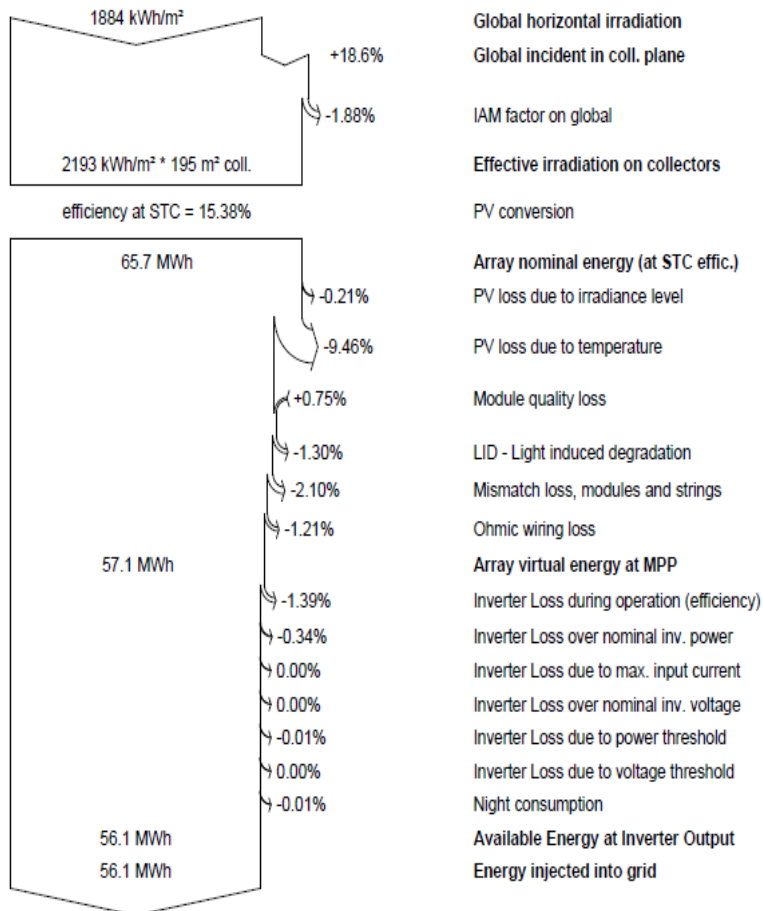 1884 kWh/m² Global horizontal irradiation
+18.6% Global incident in coll. plane
-1.88% IAM factor on global
2193 kWh/m² * 195 m² coll. Effective irradiation on collectors
efficiency at STC = 15.38% PV conversion
65.7 MWh Array nominal energy (at STC effic.)
-0.21% PV loss due to irradiance level
-9.46% PV loss due to temperature
+0.75% Module quality loss
-1.30% LID - Light induced degradation
-2.10% Mismatch loss, modules and strings
-1.21% Ohmic wiring loss
57.1 MWh Array virtual energy at MPP
-1.39% Inverter Loss during operation (efficiency)
-0.34% Inverter Loss over nominal inv. power
0.00% Inverter Loss due to max. input current
0.00% Inverter Loss over nominal inv. voltage
-0.01% Inverter Loss due to power threshold
0.00% Inverter Loss due to voltage threshold
-0.01% Night consumption
56.1 MWh Available Energy at Inverter Output
56.1 MWh Energy injected into grid